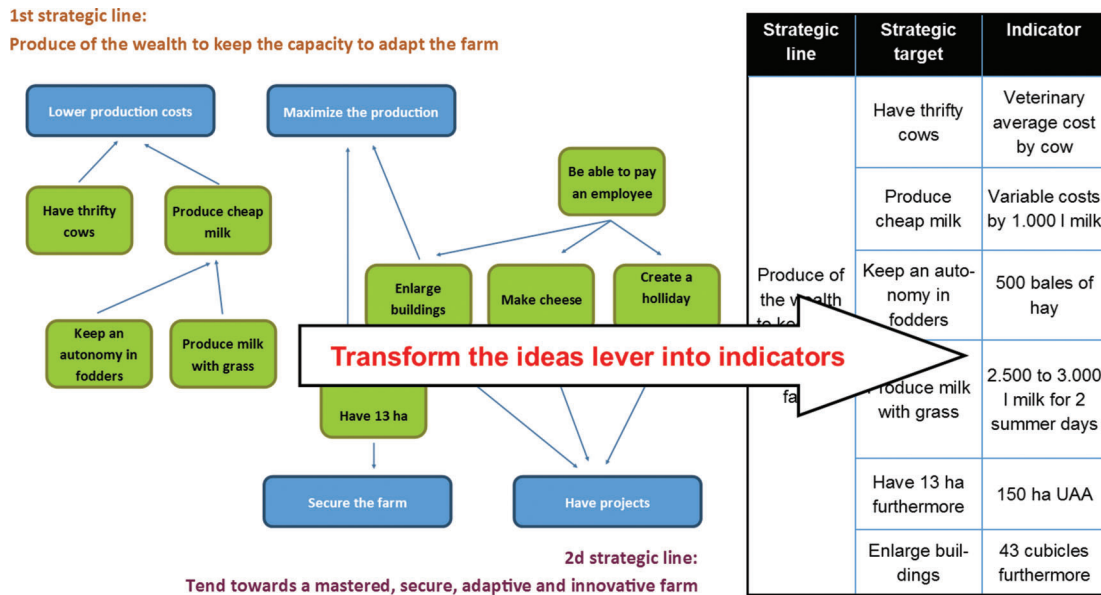 1st strategic line:
Produce of the wealth to keep the capacity to adapt the farm
Lower production costs
Maximize the production
Be able to pay
an employee
Have thrifty
cows
Produce cheap
milk
Enlarge
buildings
Make cheese
Create a
holliday
Keep an
autonomy in
fodders
Produce milk
with grass
Have 13 ha
Secure the farm
Have projects
2d strategic line:
Tend towards a mastered, secure, adaptive and innovative farm
Transform the ideas lever into indicators
Strategic
line
Strategic
target
Indicator
Produce of
the wealth
to
Have thrifty
cows
Veterinary
average cost
by cow
Produce
cheap milk
Variable costs
by 1.000 l milk
Keep an auto-
nomy in
fodders
500 bales of
hay
Produce milk
with grass
2.500 to 3.000
l milk for 2
summer days
Have 13 ha
furthermore
150 ha UAA
Enlarge buil-
dings
43 cubicles
furthermore